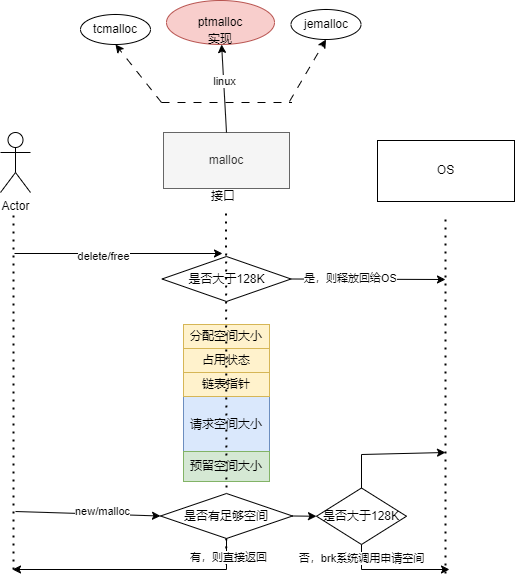 tcmalloc
ptmalloc
实现
jemalloc
linux
malloc
接口
OS
Actor
delete/free
是否大于128K
是，则释放回给OS
分配空间大小
占用状态
链表指针
请求空间大小
预留空间大小
new/malloc
是否有足够空间
是否大于128K
有，则直接返回
否，brk系统调用申请空间